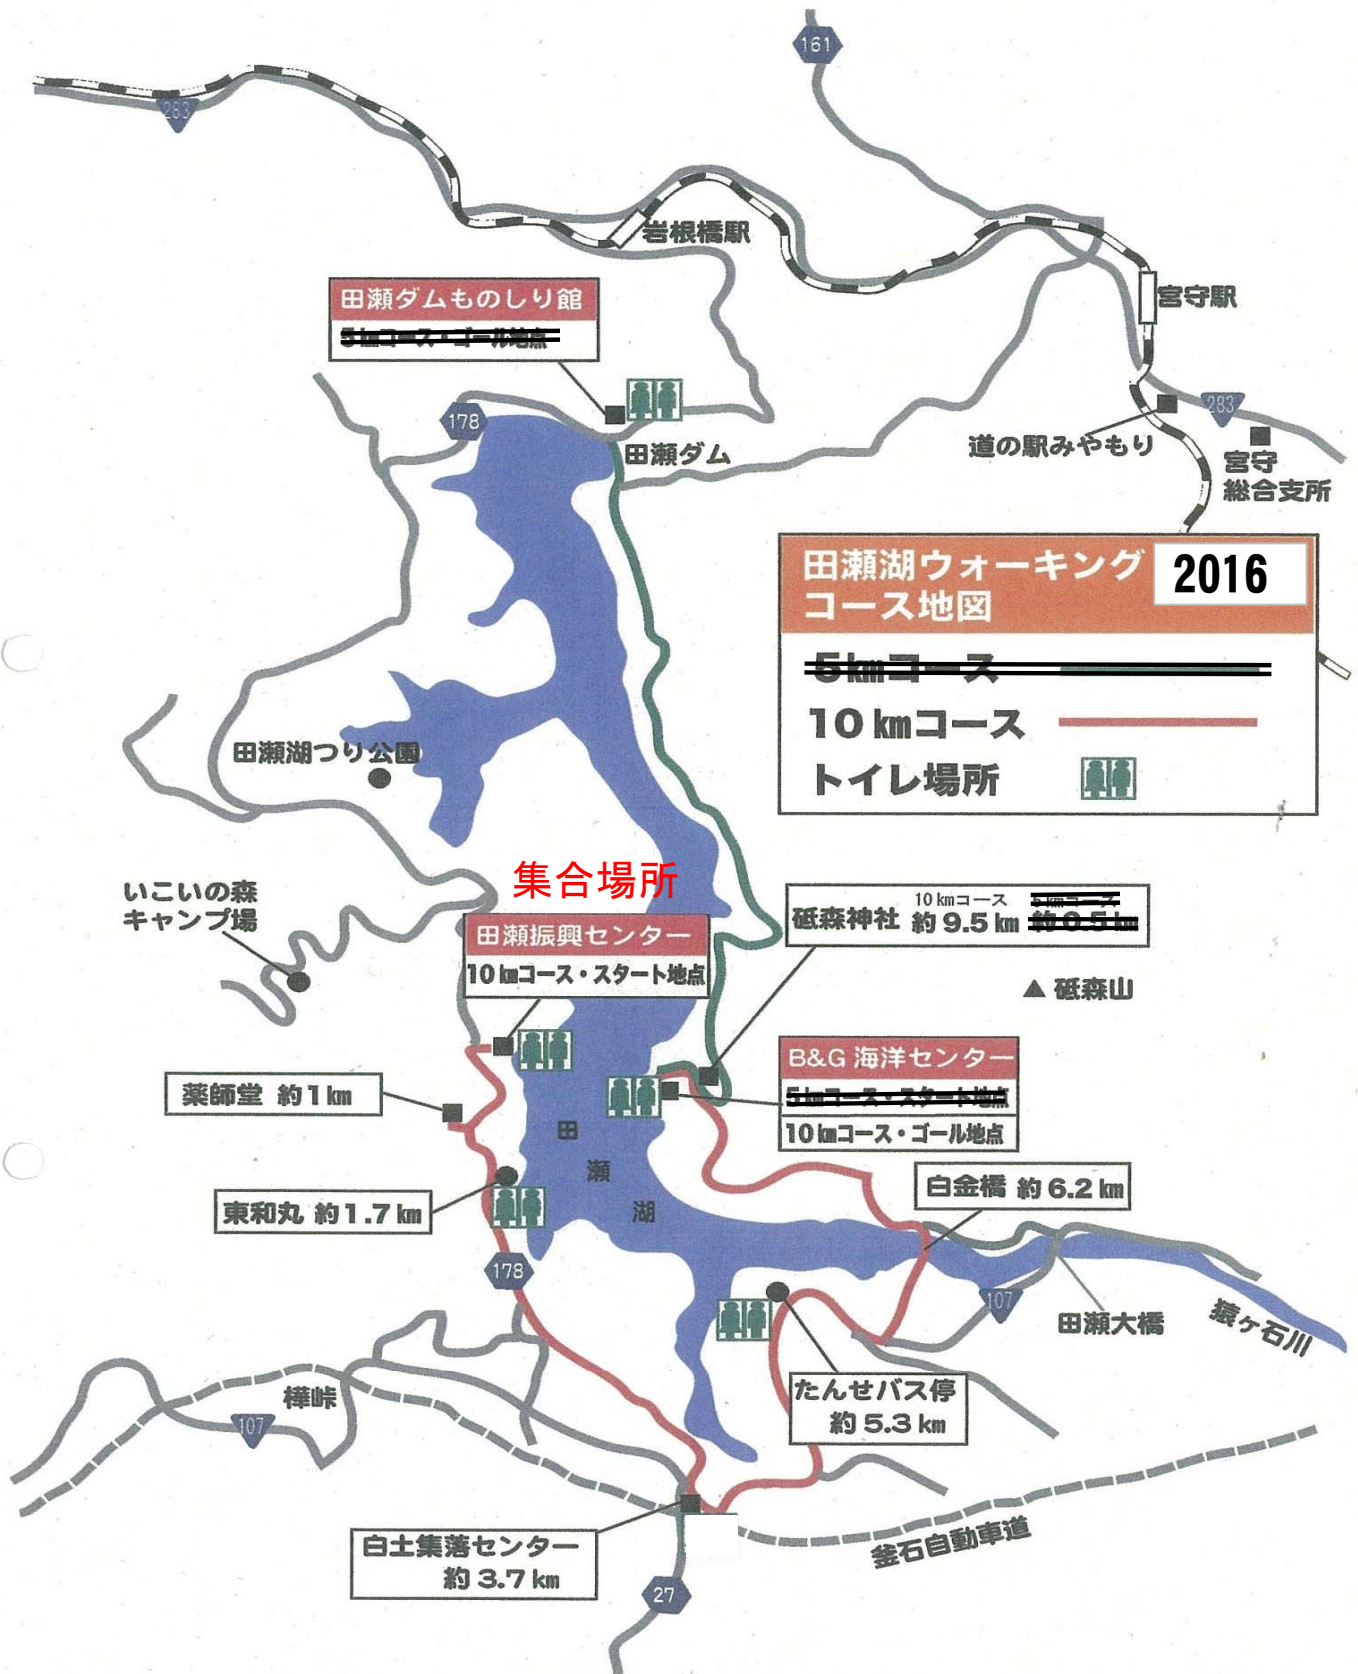 161
283
岩根橋駅
宮守駅
田瀬ダムものしり館
5kmコース・ゴール地点
178
田瀬ダム
道の駅みやもり
283
宮守
総合支所
田瀬湖ウォーキング 2016
コース地図
5kmコース
10kmコース
トイレ場所
田瀬湖つり公園
集合場所
いこいの森
キャンプ場
田瀬振興センター
10kmコース・スタート地点
砥森神社 10kmコース 約9.5km 5kmコース 約0.5km
▲ 砥森山
B&G 海洋センター
5kmコース・スタート地点
10kmコース・ゴール地点
薬師堂 約1km
田
瀬
湖
東和丸 約1.7km
白金橋 約6.2km
178
107
田瀬大橋
猿ヶ石川
たんせバス停
約5.3km
樺峠
107
白土集落センター
約3.7km
釜石自動車道
27